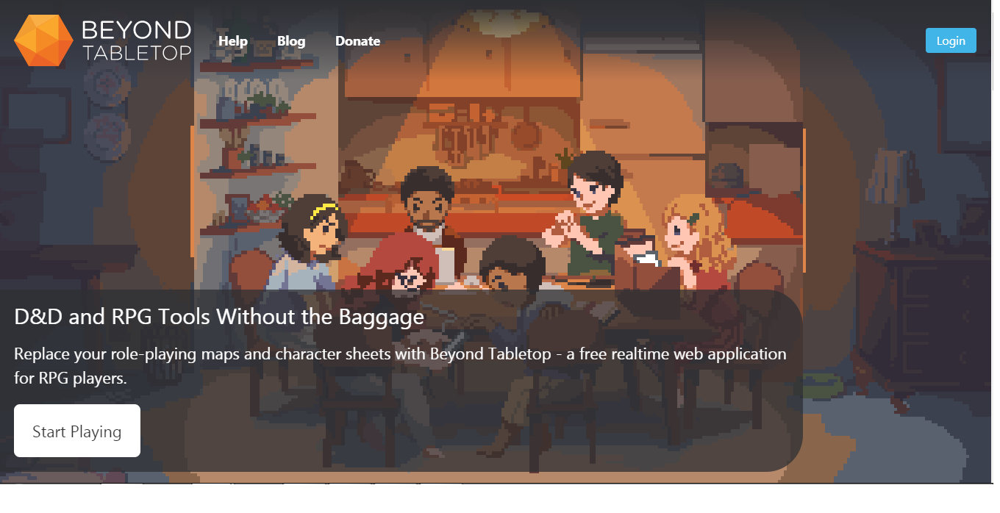 BEYOND
TABLETOP
Help Blog Donate
Login
D&D and RPG Tools Without the Baggage
Replace your role-playing maps and character sheets with Beyond Tabletop - a free realtime web application
for RPG players.
Start Playing